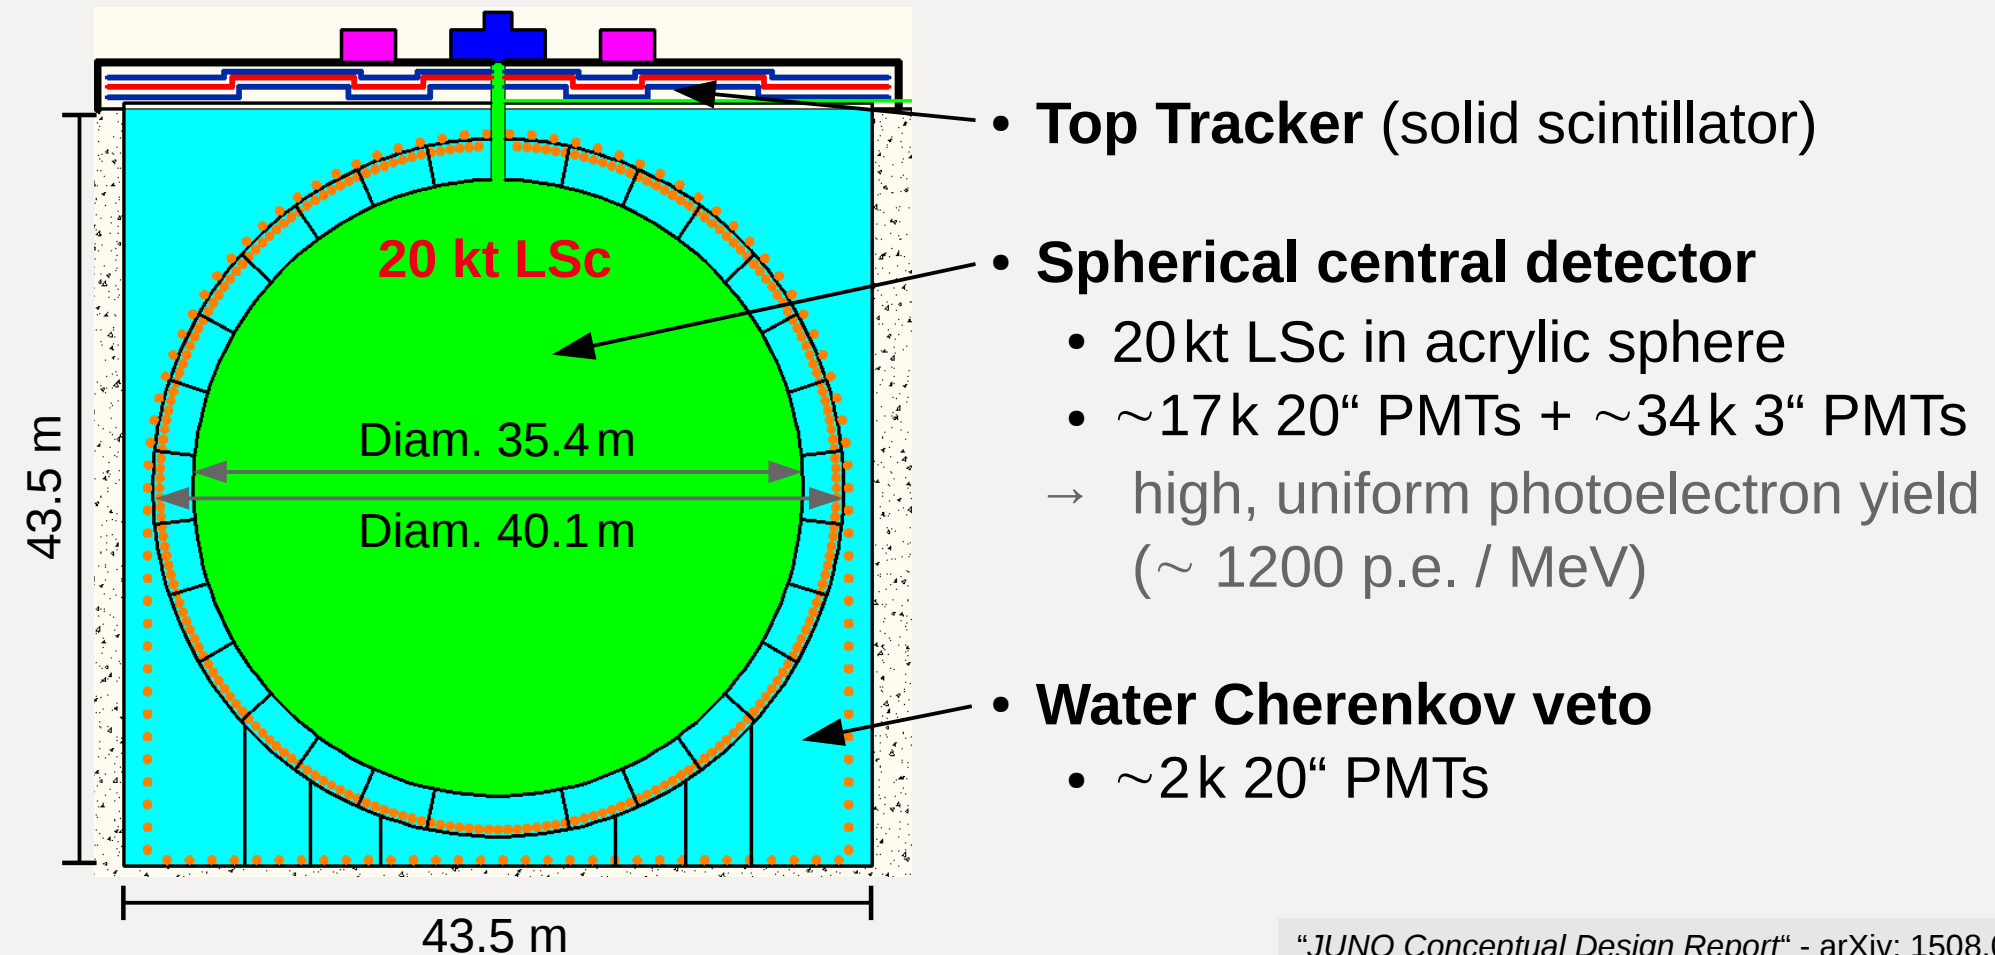 20 kt LSc
Diam. 35.4 m
Diam. 40.1 m
43.5 m
43.5 m
• Top Tracker (solid scintillator)
• Spherical central detector
• 20 kt LSc in acrylic sphere
• ~17 k 20“ PMTs + ~34 k 3“ PMTs
→ high, uniform photoelectron yield
(~ 1200 p.e. / MeV)
• Water Cherenkov veto
• ~2 k 20“ PMTs
“JUNO Conceptual Design Report“ - arXiv: